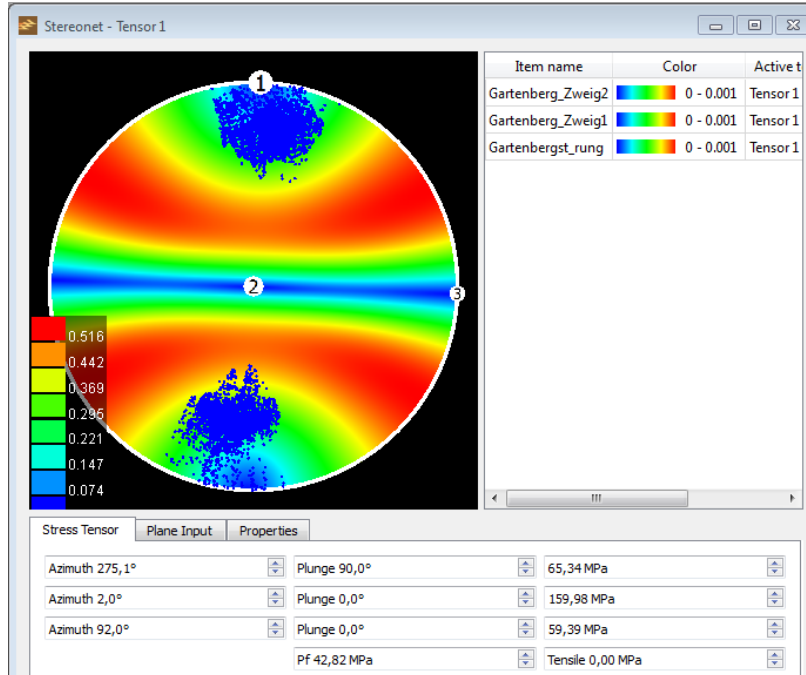 Stereonet - Tensor 1
Item name Color Active t
Gartenberg_Zweig2 0 - 0.001 Tensor 1
Gartenberg_Zweig1 0 - 0.001 Tensor 1
Gartenbergst_rung 0 - 0.001 Tensor 1
1
2
3
0.516
0.442
0.369
0.295
0.221
0.147
0.074
Stress Tensor Plane Input Properties
Azimuth 275,1° Plunge 90,0° 65,34 MPa
Azimuth 2,0° Plunge 0,0° 159,98 MPa
Azimuth 92,0° Plunge 0,0° 59,39 MPa
Pf 42,82 MPa Tensile 0,00 MPa